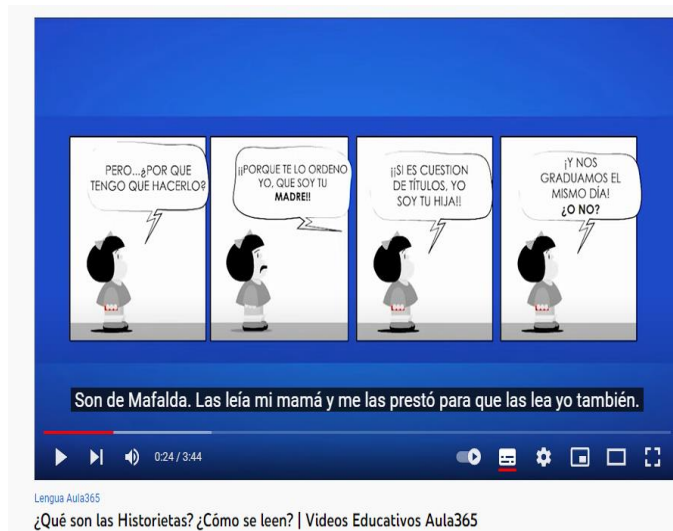 PERO...¿POR QUE
TENGO QUE HACERLO?
¡¡PORQUE TE LO ORDENO
YO, QUE SOY TU
MADRE!!
¡¡SI ES CUESTION
DE TÍTULOS, YO
SOY TU HIJA!!
¡Y NOS
GRADUAMOS EL
MISMO DÍA!
¿O NO?
Son de Mafalda. Las leía mi mamá y me las prestó para que las lea yo también.
0:24 / 3:44
Lengua Aula365
¿Qué son las Historietas? ¿Cómo se leen? | Videos Educativos Aula365